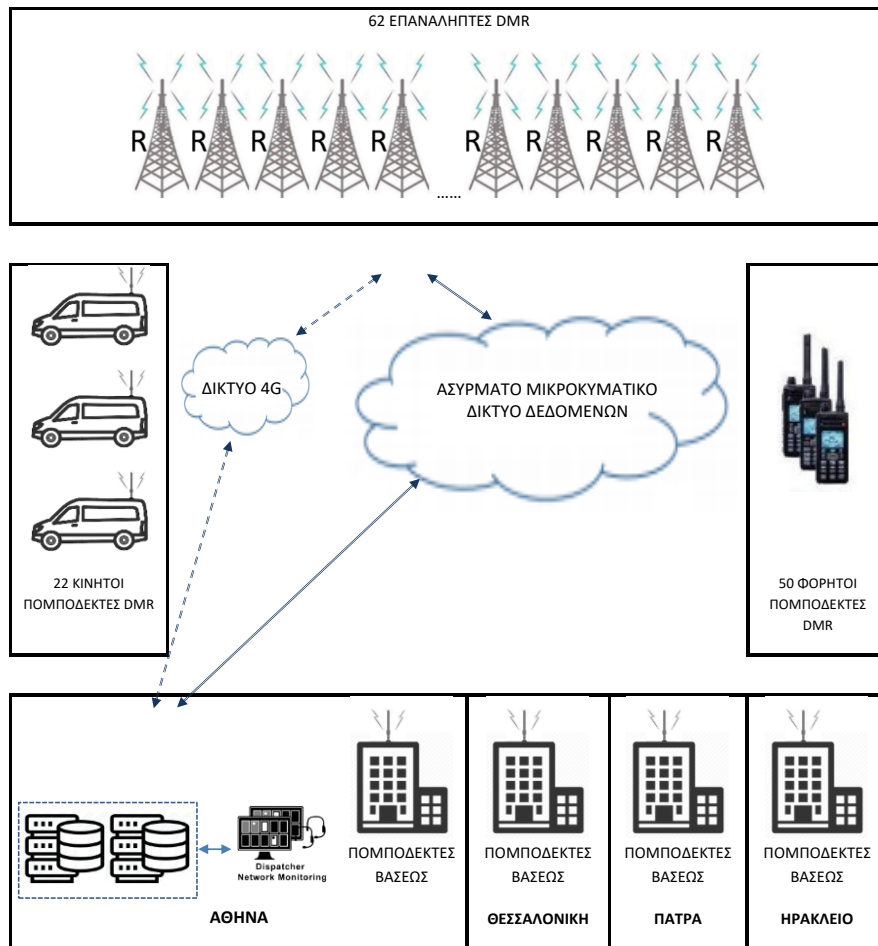 62 ΕΠΑΝΑΛΗΠΤΕΣ DMR
R R R R R R R R R R
......
ΔΙΚΤΥΟ 4G
ΑΣΥΡΜΑΤΟ ΜΙΚΡΟΚΥΜΑΤΙΚΟ
ΔΙΚΤΥΟ ΔΕΔΟΜΕΝΩΝ
22 ΚΙΝΗΤΟΙ
ΠΟΜΠΟΔΕΚΤΕΣ DMR
50 ΦΟΡΗΤΟΙ
ΠΟΜΠΟΔΕΚΤΕΣ
DMR
Dispatcher
Network Monitoring
ΠΟΜΠΟΔΕΚΤΕΣ
ΒΑΣΕΩΣ
ΑΘΗΝΑ
ΠΟΜΠΟΔΕΚΤΕΣ
ΒΑΣΕΩΣ
ΘΕΣΣΑΛΟΝΙΚΗ
ΠΟΜΠΟΔΕΚΤΕΣ
ΒΑΣΕΩΣ
ΠΑΤΡΑ
ΠΟΜΠΟΔΕΚΤΕΣ
ΒΑΣΕΩΣ
ΗΡΑΚΛΕΙΟ